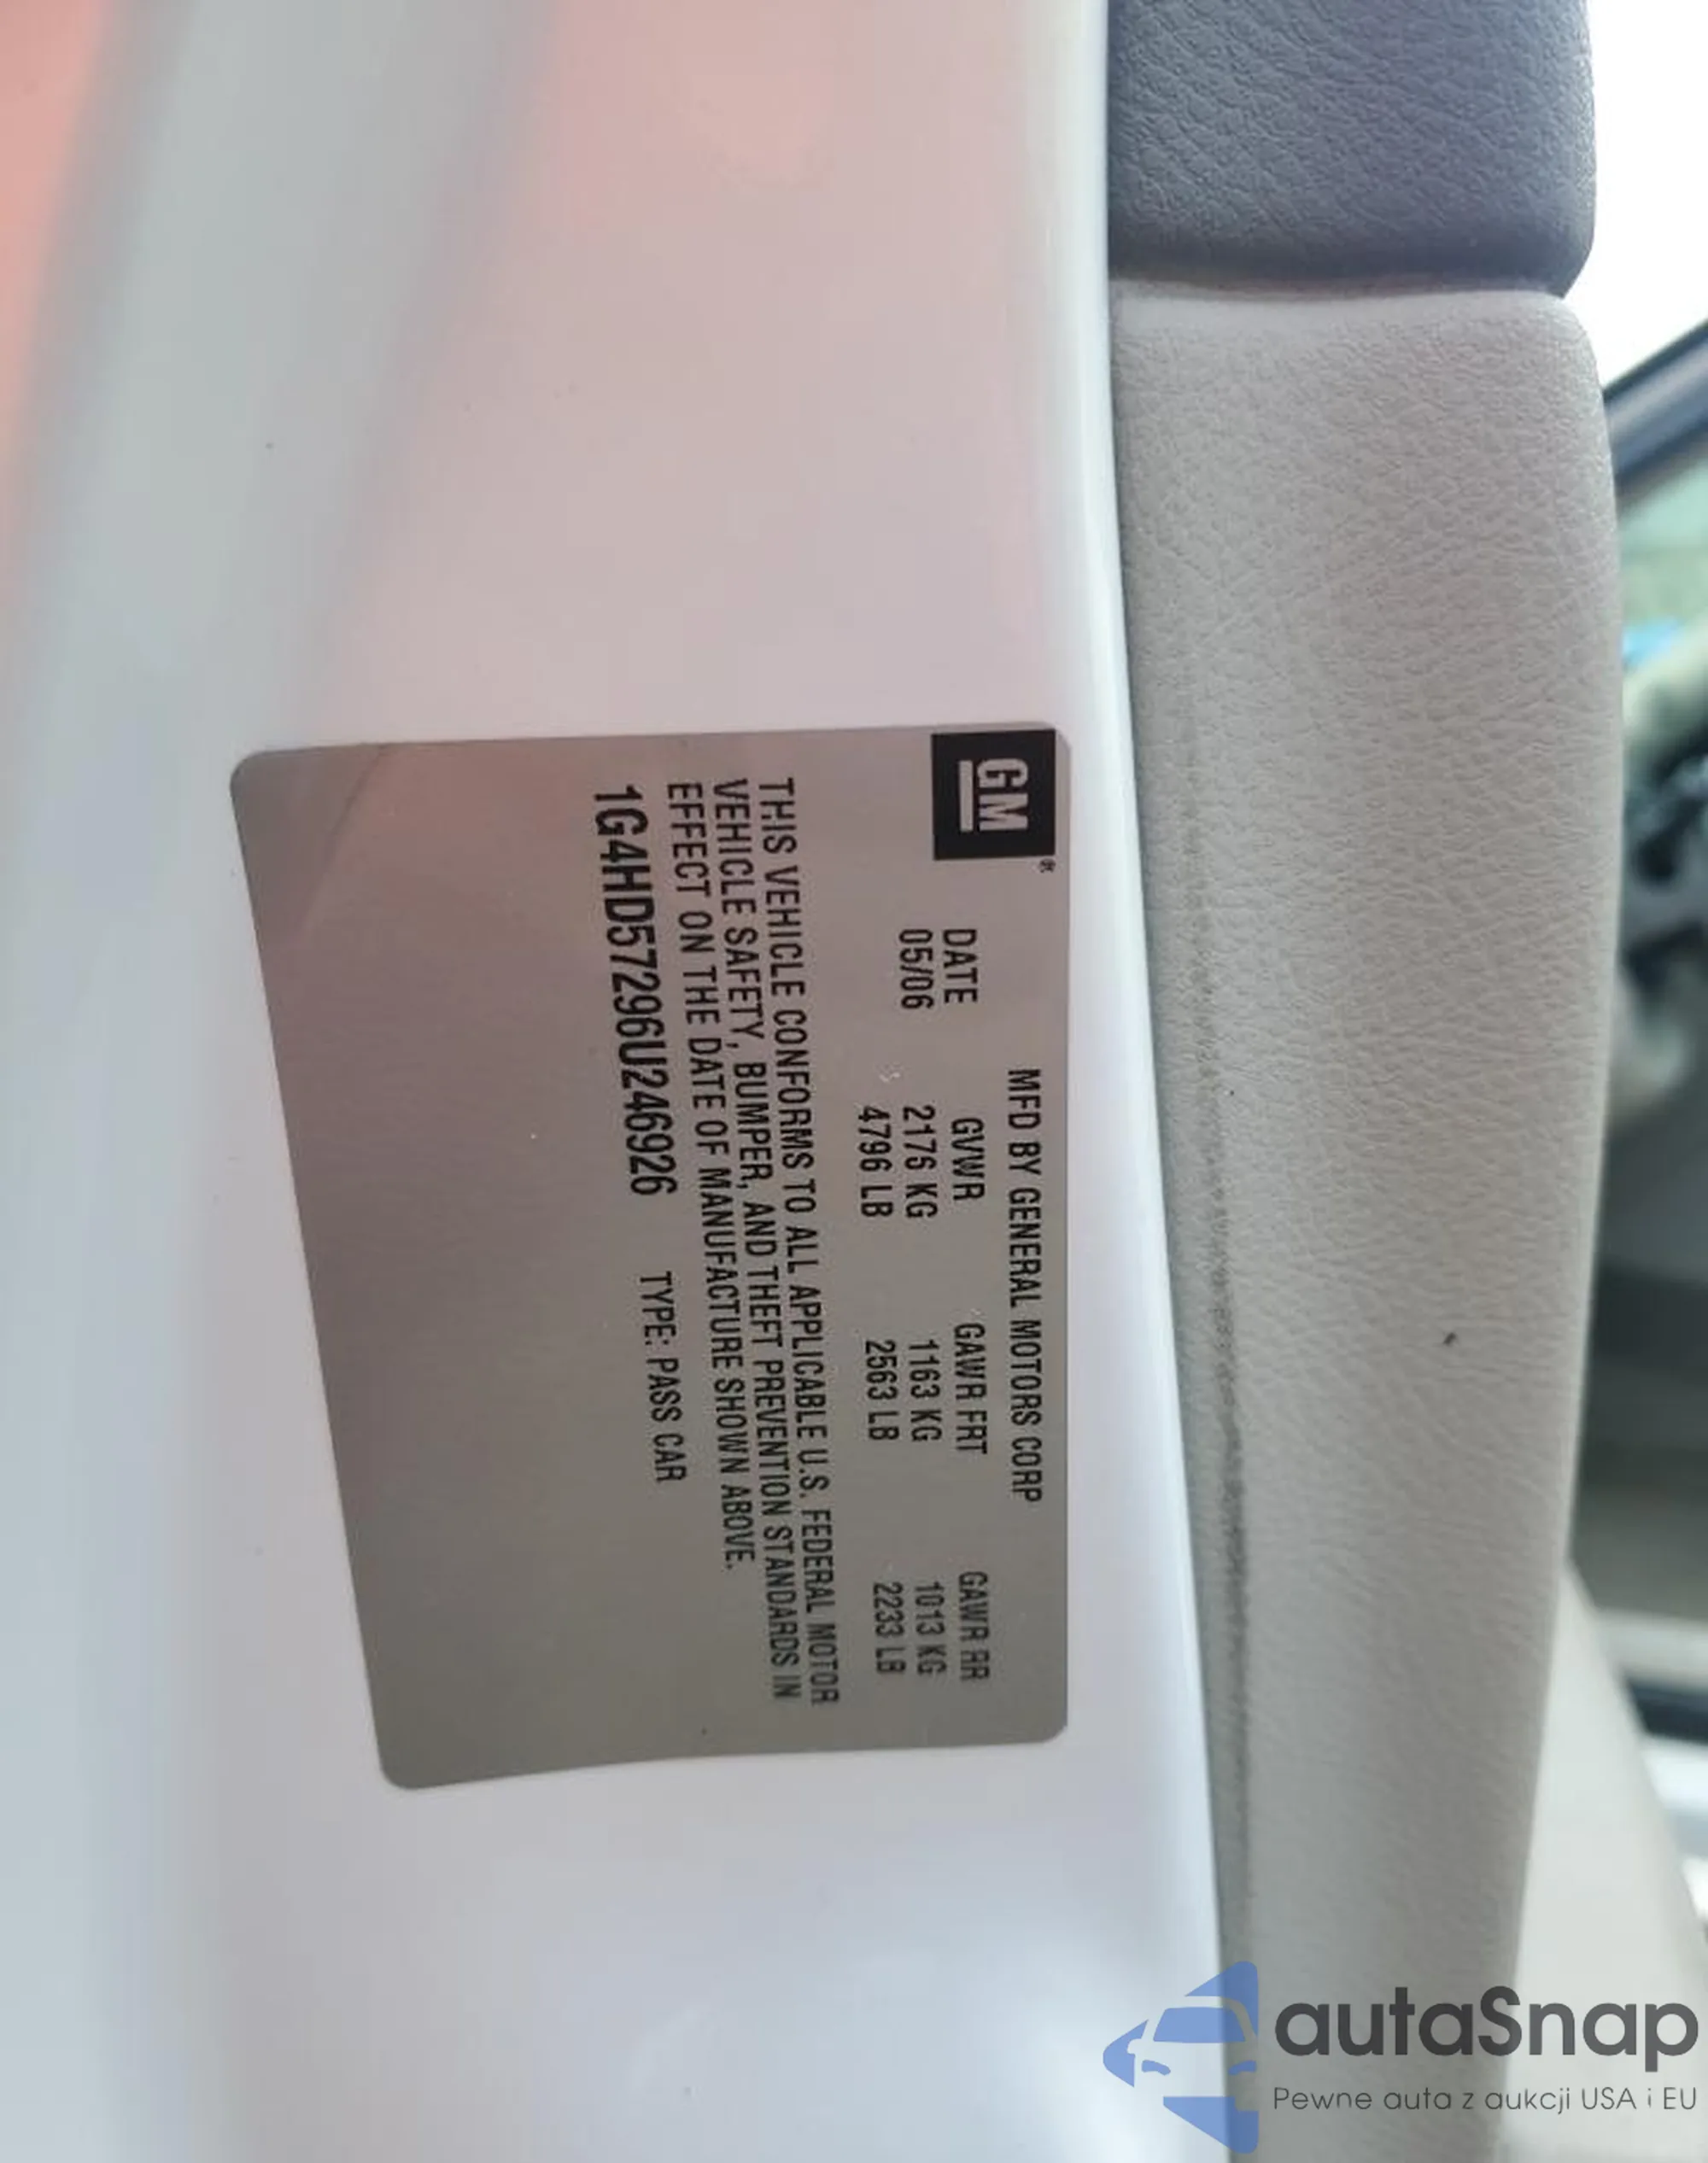 GM®
MFD BY GENERAL MOTORS CORP
DATE GVWR GAWR FRT GAWR RR
05/06 2176 KG 1163 KG 1013 KG
4796 LB 2563 LB 2233 LB
THIS VEHICLE CONFORMS TO ALL APPLICABLE U.S. FEDERAL MOTOR
VEHICLE SAFETY, BUMPER, AND THEFT PREVENTION STANDARDS IN
EFFECT ON THE DATE OF MANUFACTURE SHOWN ABOVE.
1G4HD57296U246926 TYPE: PASS CAR
autaSnap
Pewne auta z aukcji USA i EU